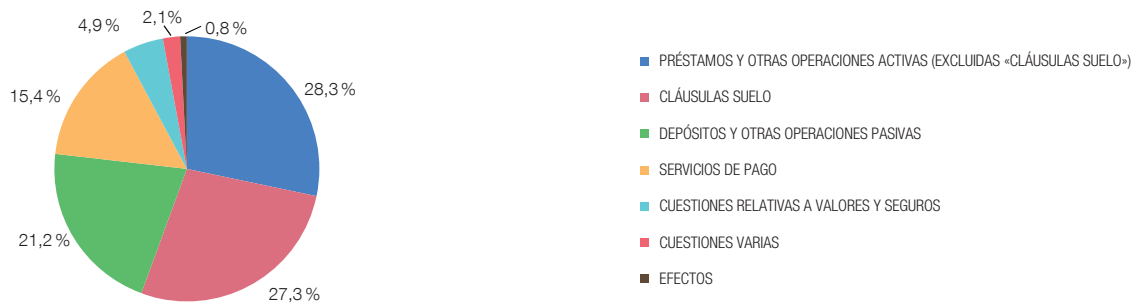 2,1%
4,9 %
0,8 %
28,3 %
15,4 %
21,2 %
27,3 %
PRÉSTAMOS Y OTRAS OPERACIONES ACTIVAS (EXCLUIDAS «CLÁUSULAS SUELO»)
CLÁUSULAS SUELO
DEPÓSITOS Y OTRAS OPERACIONES PASIVAS
SERVICIOS DE PAGO
CUESTIONES RELATIVAS A VALORES Y SEGUROS
CUESTIONES VARIAS
EFECTOS